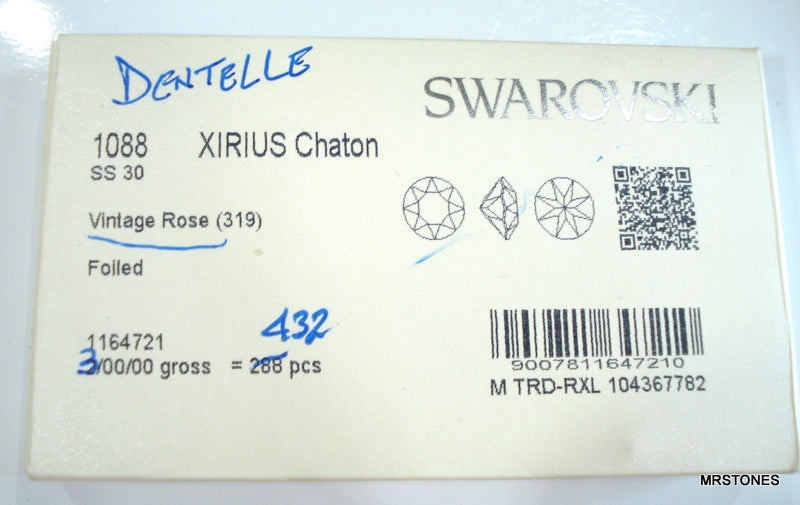 DENTELLE
SWAROVSKI
1088 XIRIUS Chaton
SS 30
Vintage Rose (319)
Foiled
432
1164721
3/00/00 gross = 288 pcs
9007811647210
M TRD-RXL 104367782
MRSTONES